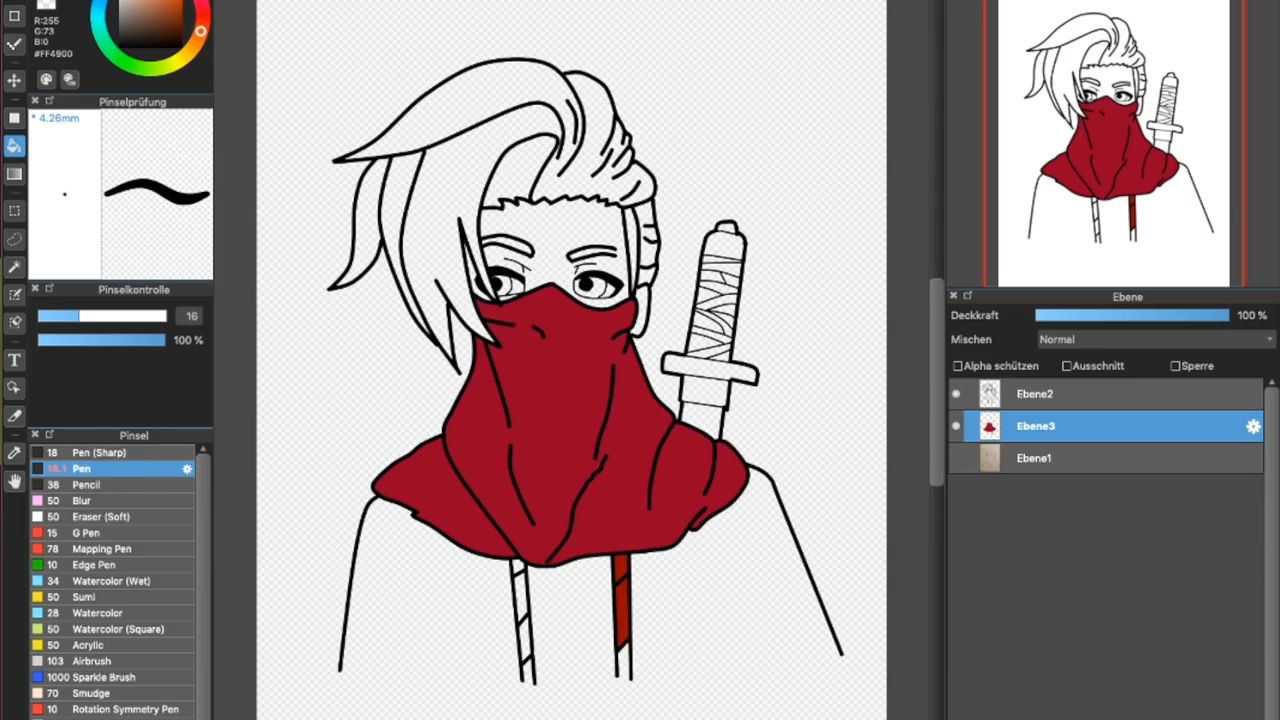 R:255
G:73
B:0
#FF4900
Pinselprüfung
* 4.26mm
Pinselkontrolle
16
100 %
Pinsel
18 Pen (Sharp)
16.1 Pen
38 Pencil
50 Blur
50 Eraser (Soft)
15 G Pen
78 Mapping Pen
10 Edge Pen
34 Watercolor (Wet)
50 Sumi
28 Watercolor
50 Watercolor (Square)
50 Acrylic
103 Airbrush
1000 Sparkle Brush
70 Smudge
10 Rotation Symmetry Pen
T
Ebene
Deckkraft 100 %
Mischen Normal
Alpha schützen Ausschnitt Sperre
Ebene2
Ebene3
Ebene1